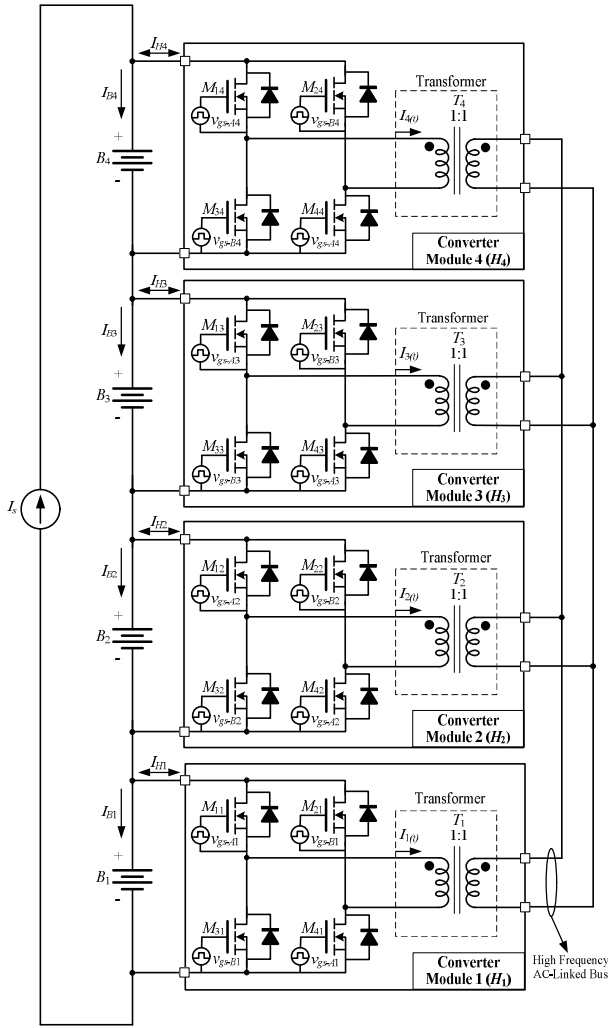 I_H4
I_B4
+
B_4
-
M_14
v_gs-A4
M_24
v_gs-B4
M_34
v_gs-B4
M_44
v_gs-A4
Transformer
T_4
1:1
I_4(t)
Converter
Module 4 (H_4)
I_H3
I_B3
+
B_3
-
M_13
v_gs-A3
M_23
v_gs-B3
M_33
v_gs-B3
M_43
v_gs-A3
Transformer
T_3
1:1
I_3(t)
Converter
Module 3 (H_3)
I_s
I_H2
I_B2
+
B_2
-
M_12
v_gs-A2
M_22
v_gs-B2
M_32
v_gs-B2
M_42
v_gs-A2
Transformer
T_2
1:1
I_2(t)
Converter
Module 2 (H_2)
I_H1
I_B1
+
B_1
-
M_11
v_gs-A1
M_21
v_gs-B1
M_31
v_gs-B1
M_41
v_gs-A1
Transformer
T_1
1:1
I_1(t)
Converter
Module 1 (H_1)
High Frequency
AC-Linked Bus